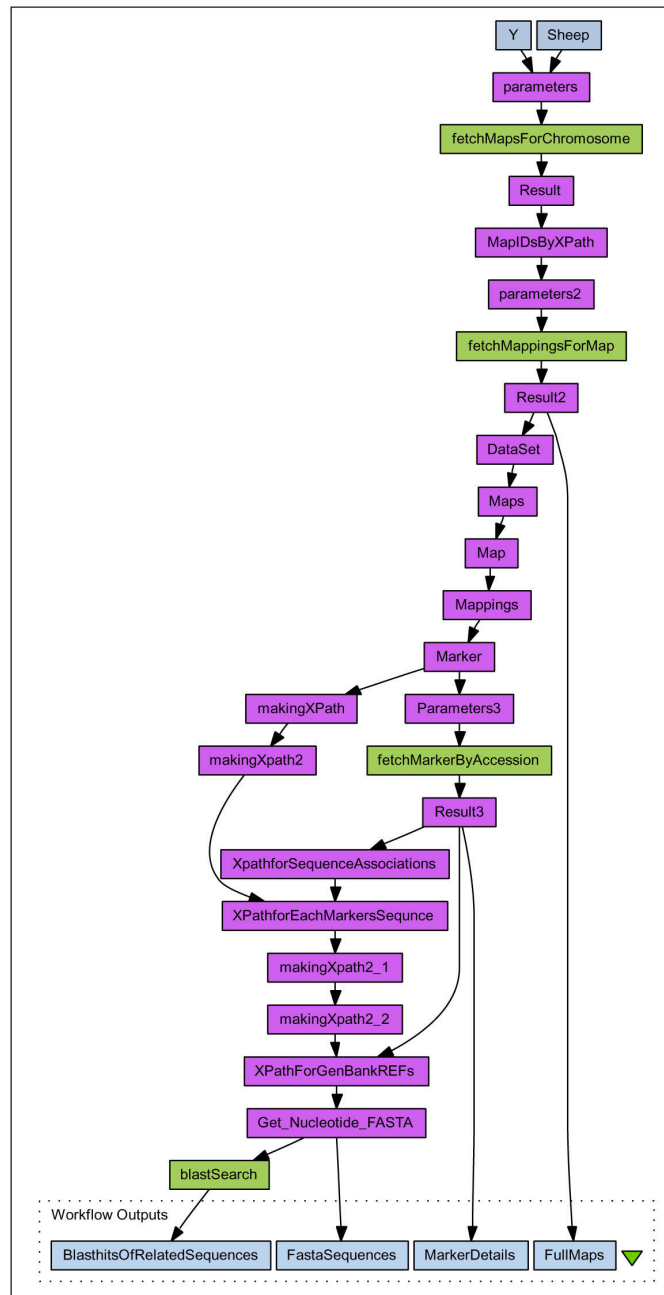 Y
Sheep
parameters
fetchMapsForChromosome
Result
MapIDsByXPath
parameters2
fetchMappingsForMap
Result2
DataSet
Maps
Map
Mappings
Marker
makingXPath
Parameters3
makingXpath2
fetchMarkerByAccession
Result3
XpathforSequenceAssociations
XPathforEachMarkersSequnce
makingXpath2_1
makingXpath2_2
XPathForGenBankREFs
Get_Nucleotide_FASTA
blastSearch
Workflow Outputs
BlasthitsOfRelatedSequences
FastaSequences
MarkerDetails
FullMaps